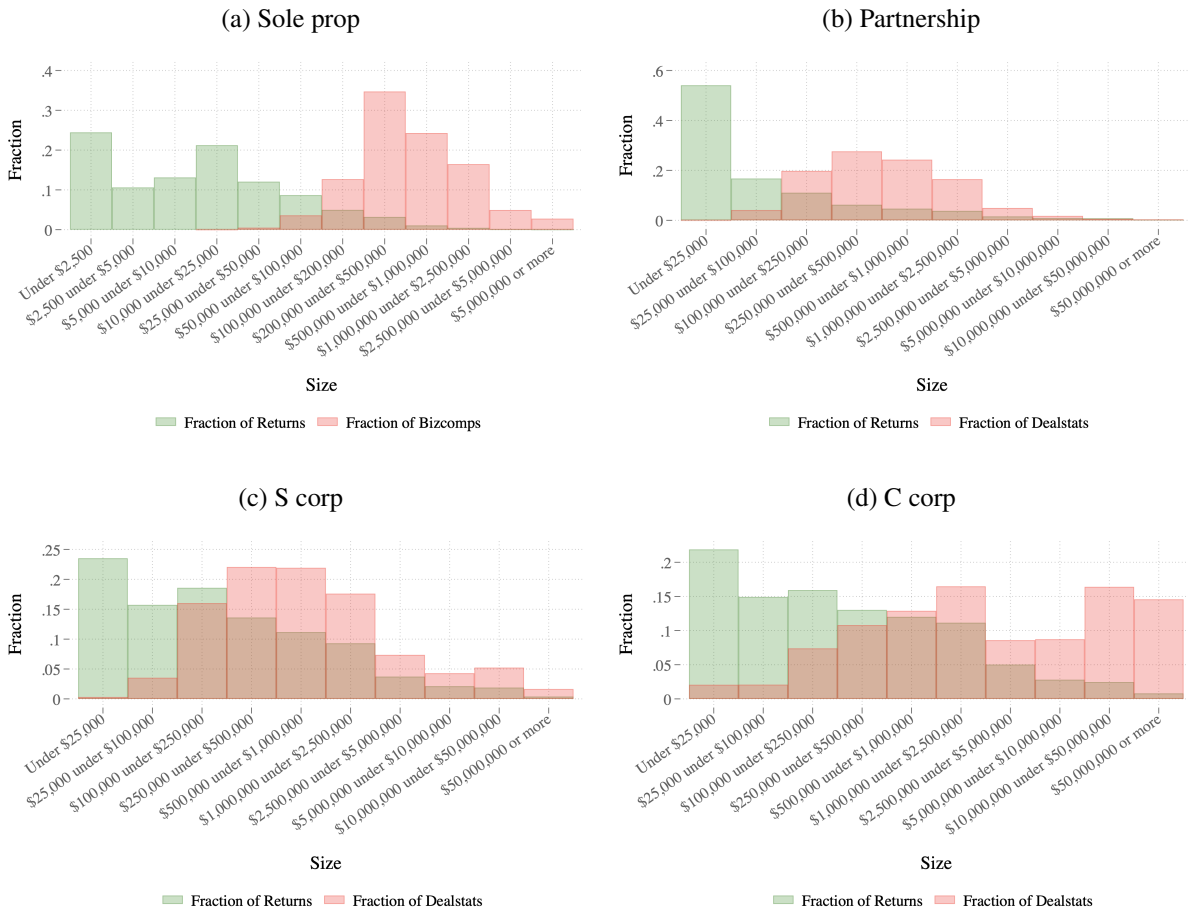 (a) Sole prop
Fraction
.4
.3
.2
.1
0
Under $2,500
$2,500 under $5,000
$5,000 under $10,000
$10,000 under $25,000
$25,000 under $50,000
$50,000 under $100,000
$100,000 under $200,000
$200,000 under $500,000
$500,000 under $1,000,000
$1,000,000 under $2,500,000
$2,500,000 under $5,000,000
$5,000,000 or more
Size
Fraction of Returns
Fraction of Bizcomps
(b) Partnership
Fraction
.6
.4
.2
0
Under $25,000
$25,000 under $100,000
$100,000 under $250,000
$250,000 under $500,000
$500,000 under $1,000,000
$1,000,000 under $2,500,000
$2,500,000 under $5,000,000
$5,000,000 under $10,000,000
$10,000,000 under $50,000,000
$50,000,000 or more
Size
Fraction of Returns
Fraction of Dealstats
(c) S corp
Fraction
.25
.2
.15
.1
.05
0
Under $25,000
$25,000 under $100,000
$100,000 under $250,000
$250,000 under $500,000
$500,000 under $1,000,000
$1,000,000 under $2,500,000
$2,500,000 under $5,000,000
$5,000,000 under $10,000,000
$10,000,000 under $50,000,000
$50,000,000 or more
Size
Fraction of Returns
Fraction of Dealstats
(d) C corp
Fraction
.2
.15
.1
.05
0
Under $25,000
$25,000 under $100,000
$100,000 under $250,000
$250,000 under $500,000
$500,000 under $1,000,000
$1,000,000 under $2,500,000
$2,500,000 under $5,000,000
$5,000,000 under $10,000,000
$10,000,000 under $50,000,000
$50,000,000 or more
Size
Fraction of Returns
Fraction of Dealstats